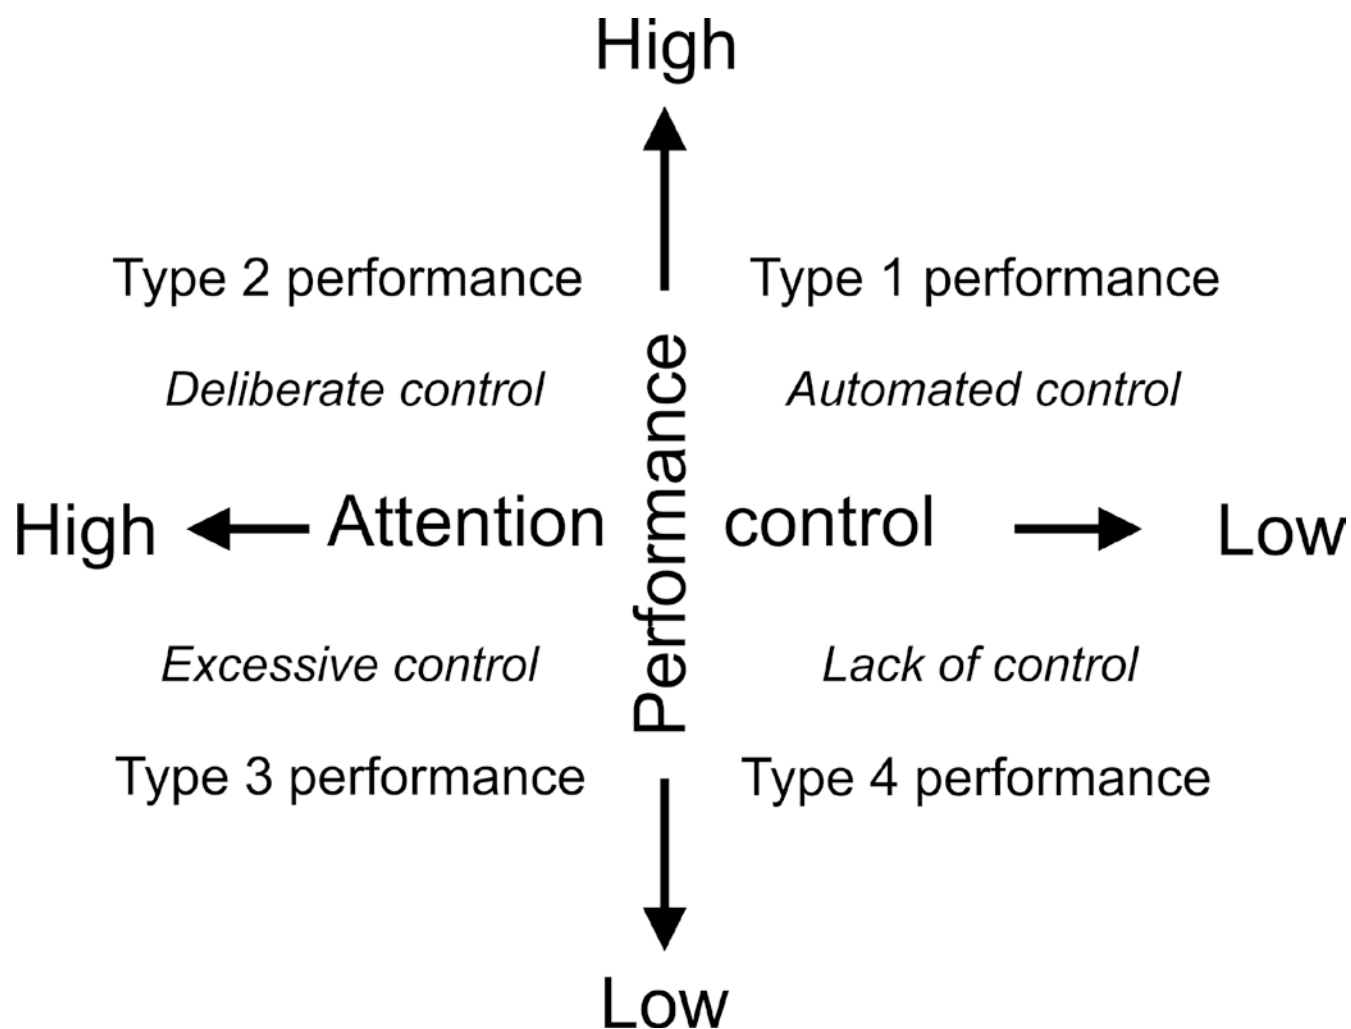 High
Type 2 performance
Type 1 performance
Deliberate control
Automated control
Performance
High
Attention control
Low
Excessive control
Lack of control
Type 3 performance
Type 4 performance
Low